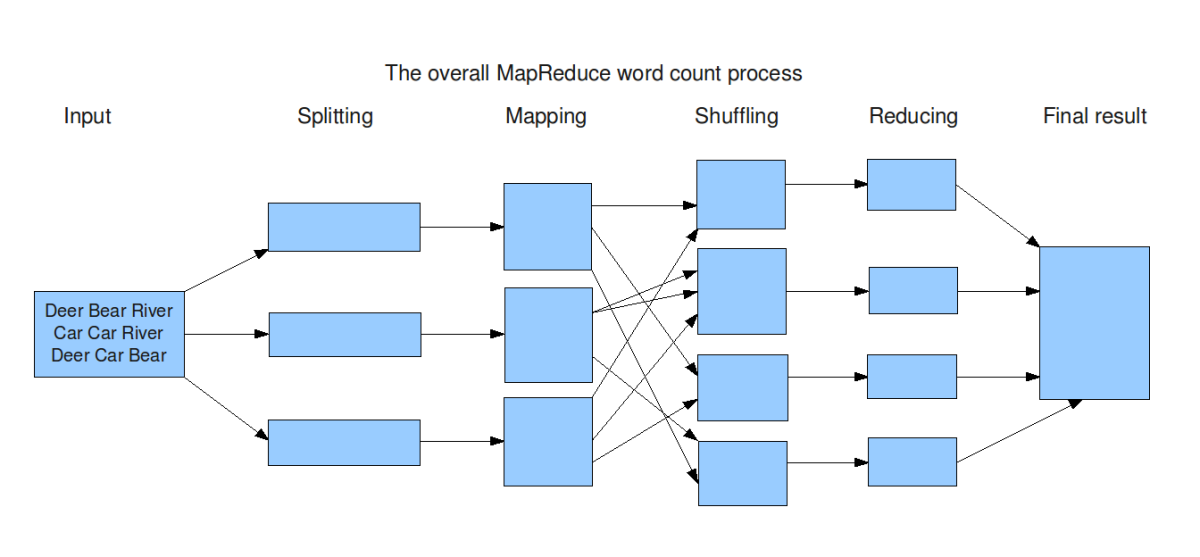 The overall MapReduce word count process
Input
Splitting
Mapping
Shuffling
Reducing
Final result
Deer Bear River
Car Car River
Deer Car Bear